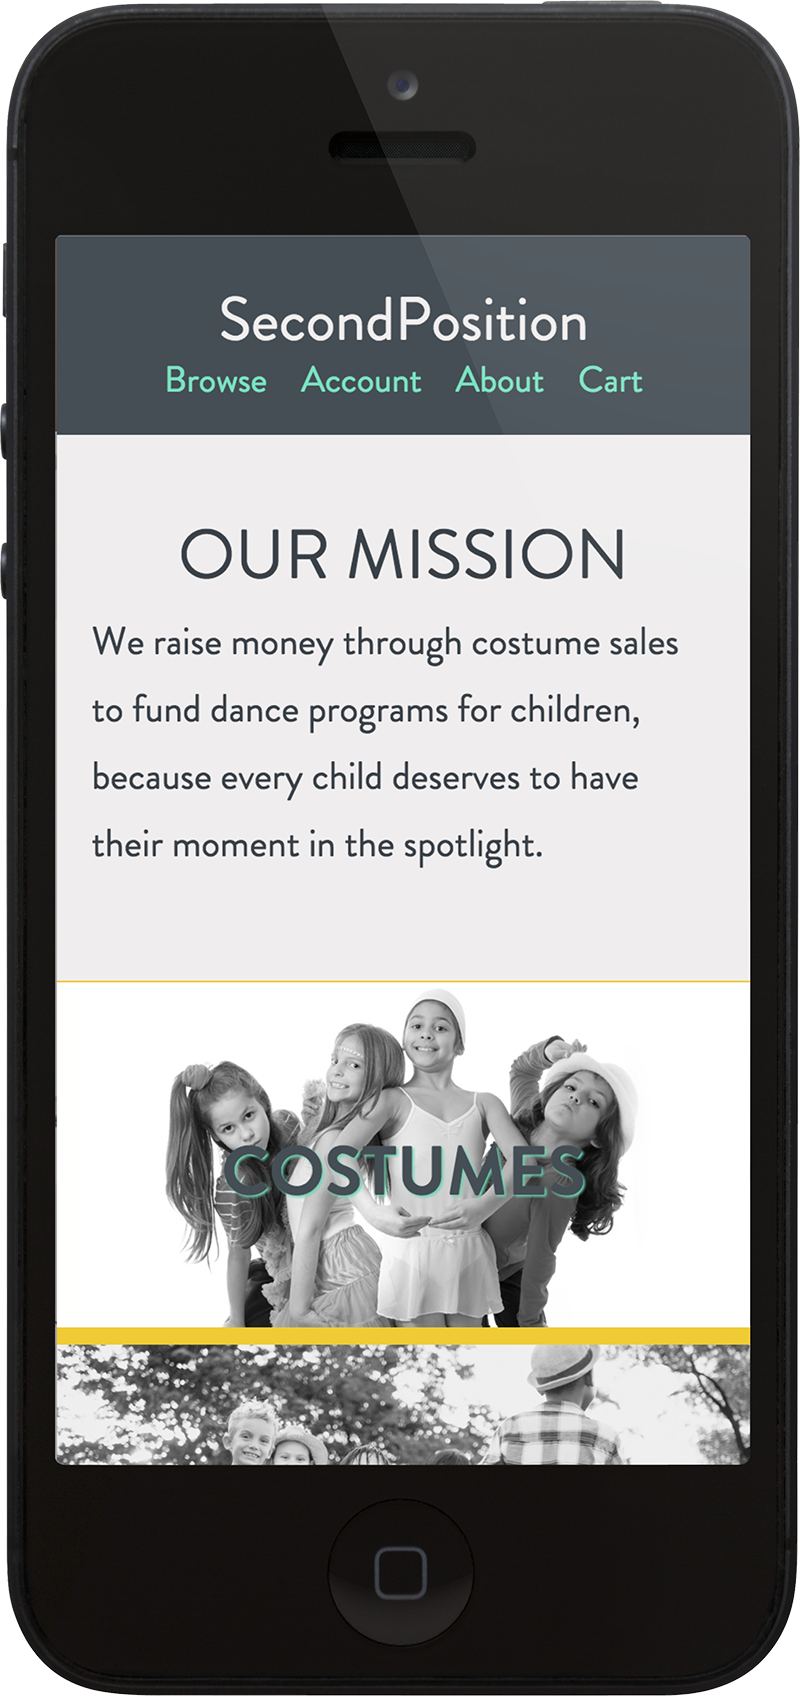 SecondPosition
Browse Account About Cart
OUR MISSION
We raise money through costume sales
to fund dance programs for children,
because every child deserves to have
their moment in the spotlight.
COSTUMES